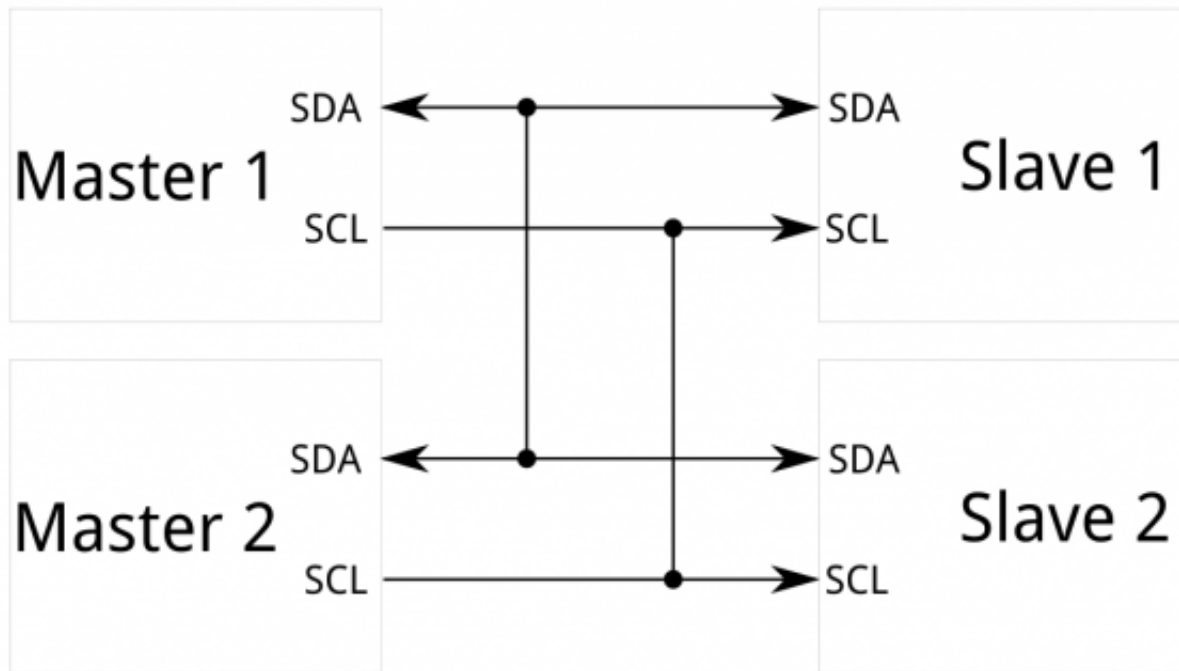 SDA
Master 1
SCL
SDA
Slave 1
SCL
SDA
Master 2
SCL
SDA
Slave 2
SCL